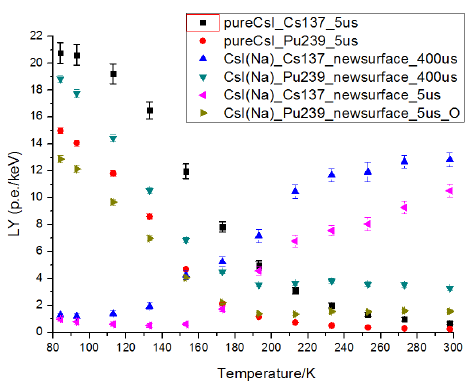 pureCsI_Cs137_5us
pureCsI_Pu239_5us
CsI(Na)_Cs137_newsurface_400us
CsI(Na)_Pu239_newsurface_400us
CsI(Na)_Cs137_newsurface_5us
CsI(Na)_Pu239_newsurface_5us_O
LY (p.e./keV)
22
20
18
16
14
12
10
8
6
4
2
0
80 100 120 140 160 180 200 220 240 260 280 300
Temperature/K